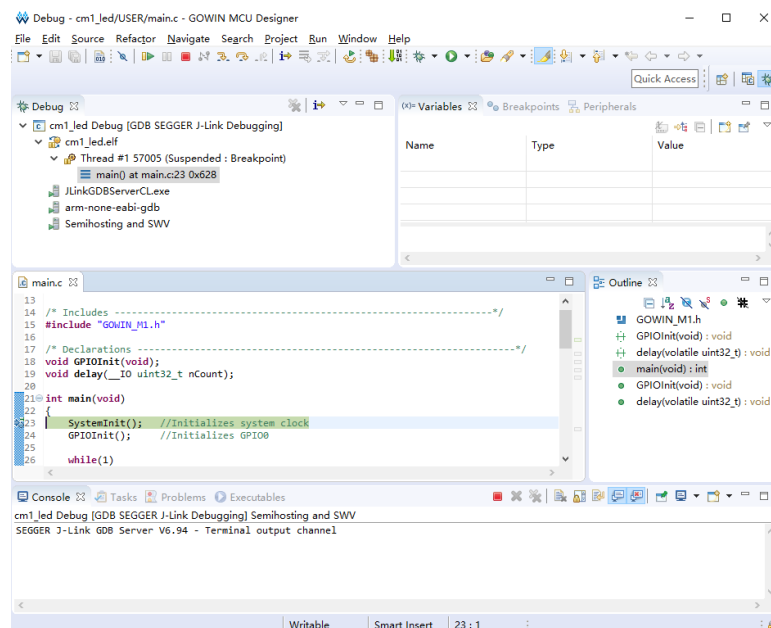 Debug - cm1_led/USER/main.c - GOWIN MCU Designer
File Edit Source Refactor Navigate Search Project Run Window Help
Quick Access
Debug
cm1_led Debug [GDB SEGGER J-Link Debugging]
cm1_led.elf
Thread #1 57005 (Suspended : Breakpoint)
main() at main.c:23 0x628
JLinkGDBServerCL.exe
arm-none-eabi-gdb
Semihosting and SWV
(x)= Variables Breakpoints Peripherals
Name Type Value
main.c
13
14 /* Includes ------------------------------------------------------------------*/
15 #include "GOWIN_M1.h"
16
17 /* Declarations ------------------------------------------------------------------*/
18 void GPIOInit(void);
19 void delay(__IO uint32_t nCount);
20
21 int main(void)
22 {
23 SystemInit(); //Initializes system clock
24 GPIOInit(); //Initializes GPIO0
25
26 while(1)
Outline
GOWIN_M1.h
GPIOInit(void) : void
delay(volatile uint32_t) : void
main(void) : int
GPIOInit(void) : void
delay(volatile uint32_t) : void
Console Tasks Problems Executables
cm1_led Debug [GDB SEGGER J-Link Debugging] Semihosting and SWV
SEGGER J-Link GDB Server V6.94 - Terminal output channel
Writable Smart Insert 23 : 1